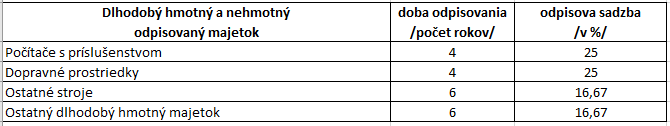 Dlhodobý hmotný a nehmotný odpisovaný majetok | doba odpisovania /počet rokov/ | odpisova sadzba /v %/
Počítače s príslušenstvom 4 25
Dopravné prostriedky 4 25
Ostatné stroje 6 16,67
Ostatný dlhodobý hmotný majetok 6 16,67